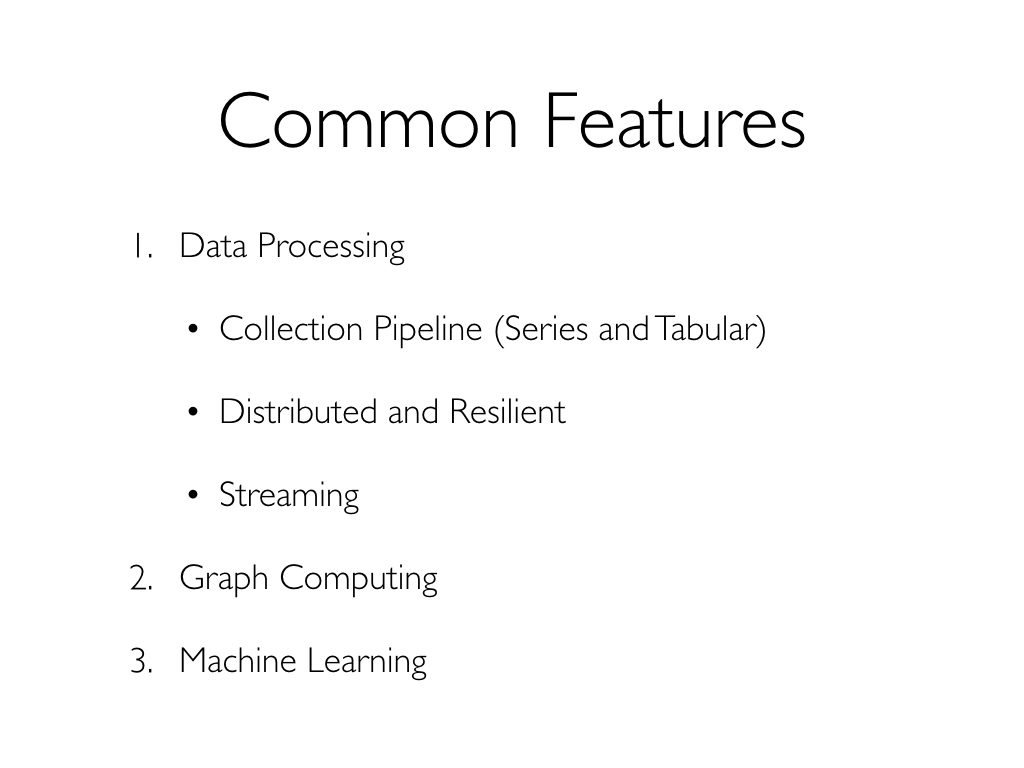 Common Features
1. Data Processing
• Collection Pipeline (Series and Tabular)
• Distributed and Resilient
• Streaming
2. Graph Computing
3. Machine Learning